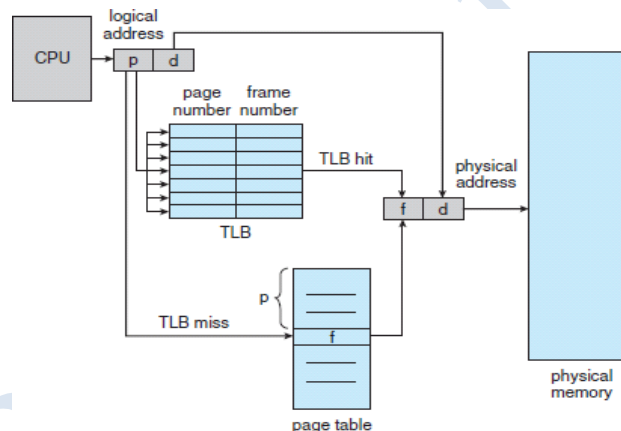 logical
address
CPU
p d
page frame
number number
TLB hit
physical
address
f d
TLB
p
TLB miss
f
physical
memory
page table